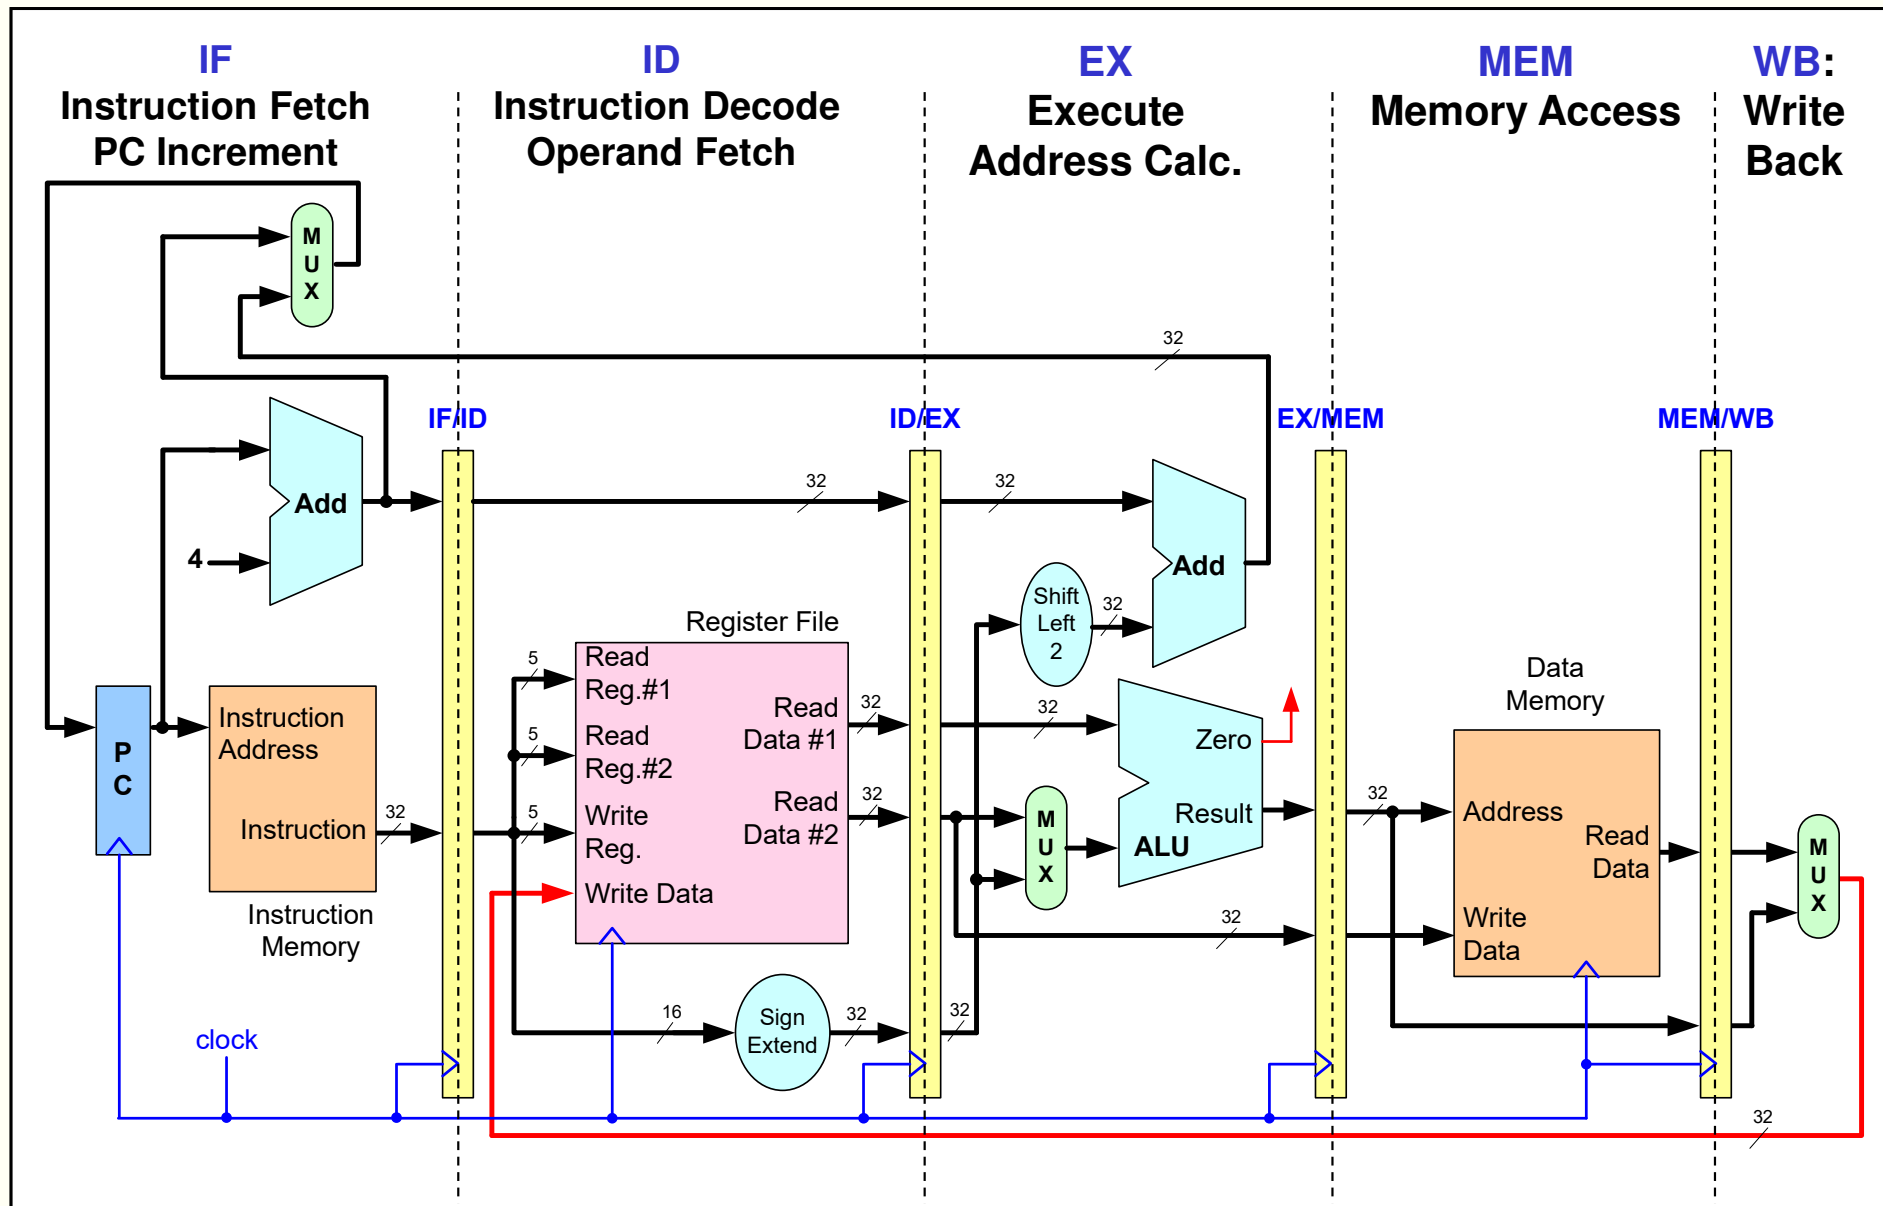 IF
Instruction Fetch
PC Increment
ID
Instruction Decode
Operand Fetch
EX
Execute
Address Calc.
MEM
Memory Access
WB:
Write
Back
M
U
X
32
IF/ID
ID/EX
EX/MEM
MEM/WB
Add
4
32
32
Add
Shift
Left
2
32
Register File
Read
Reg.#1
Read
Reg.#2
Write
Reg.
Write Data
Read
Data #1
Read
Data #2
5
5
5
32
32
P
C
Instruction
Address
Instruction
32
Instruction
Memory
32
Zero
Result
ALU
M
U
X
32
32
Data
Memory
Address
Read
Data
Write
Data
M
U
X
16
Sign
Extend
32
32
clock
32